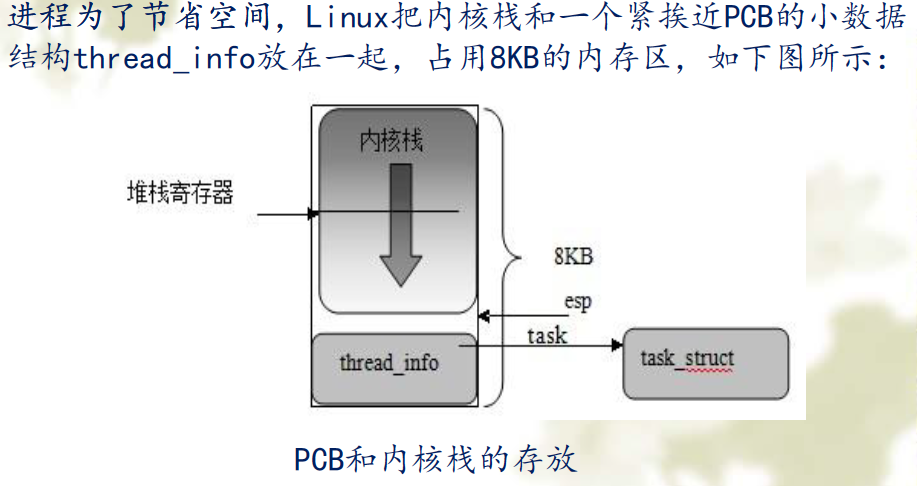 进程为了节省空间，Linux把内核栈和一个紧挨近PCB的小数据
结构thread_info放在一起，占用8KB的内存区，如下图所示：
内核栈
堆栈寄存器
8KB
esp
task
thread_info
task_struct
PCB和内核栈的存放